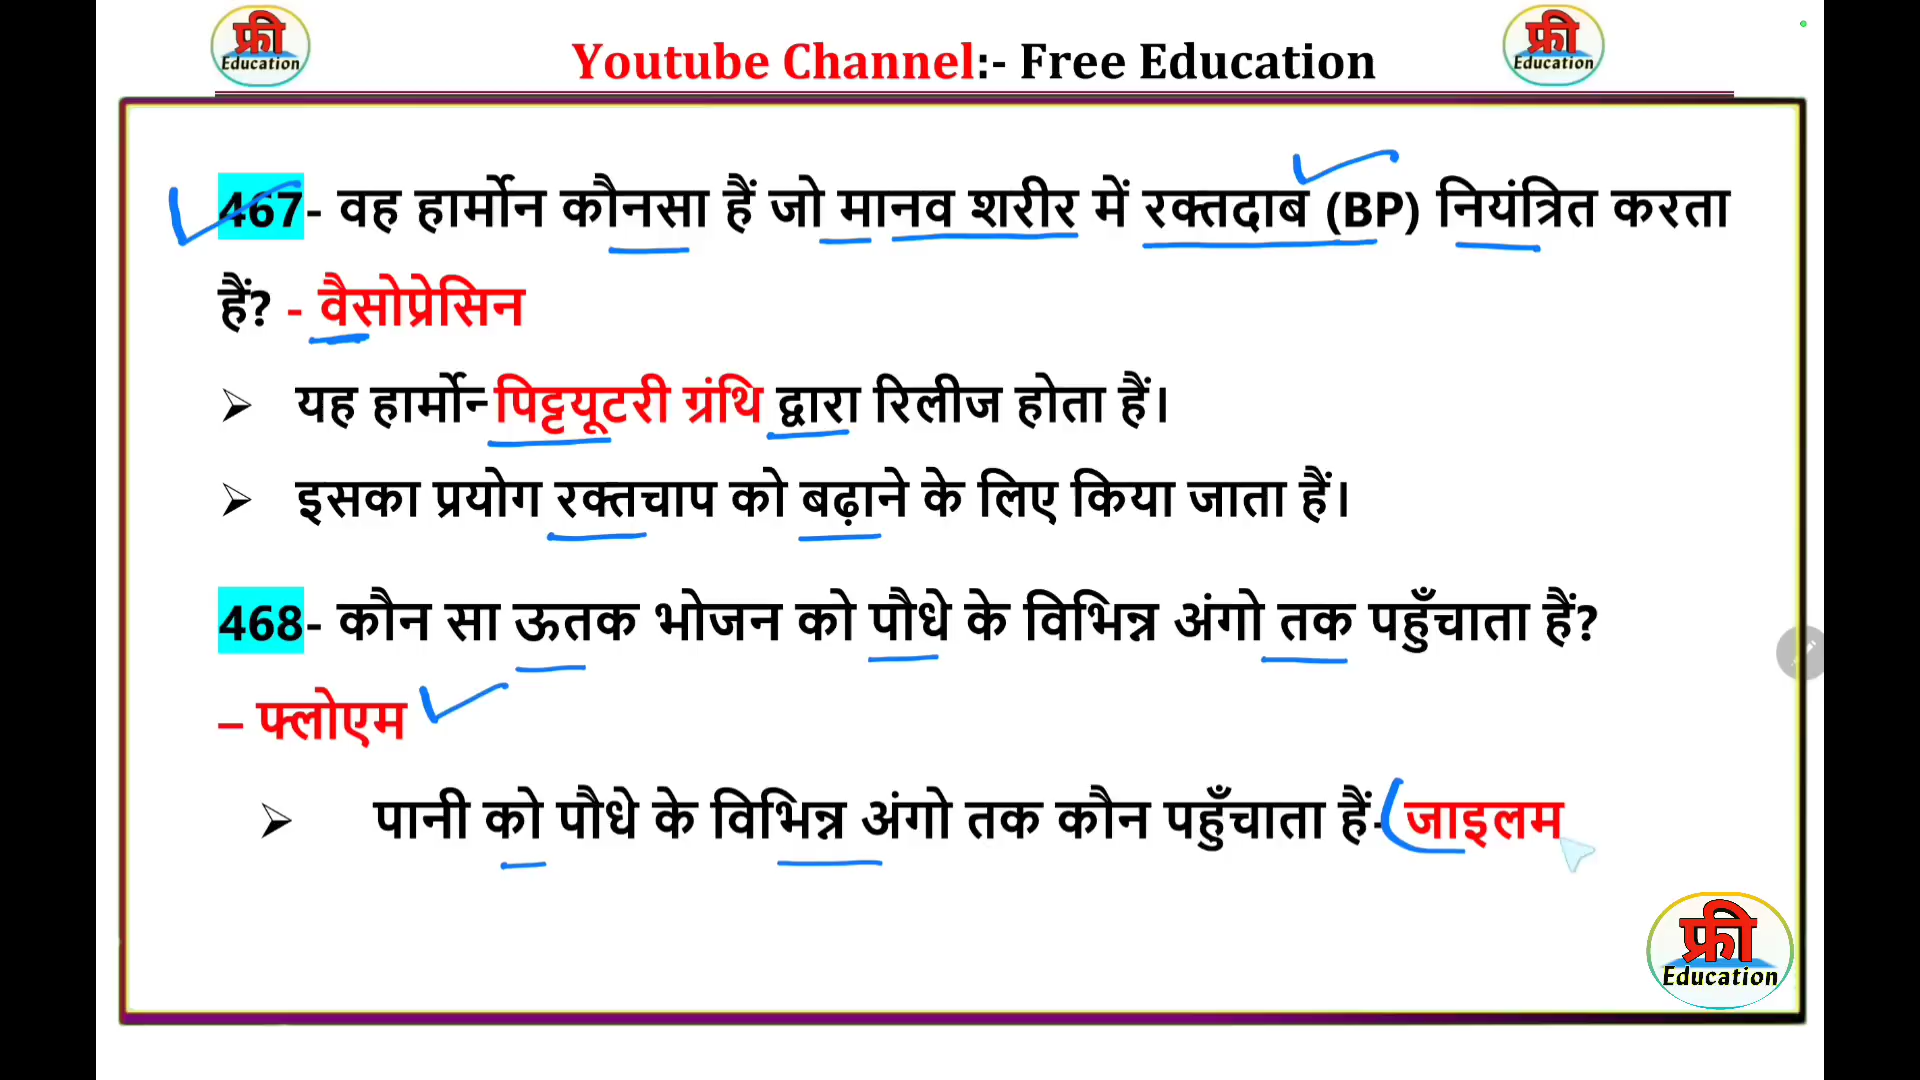 फ्री
Education
Youtube Channel:- Free Education
फ्री
Education
467- वह हार्मोन कौनसा हैं जो मानव शरीर में रक्तदाब (BP) नियंत्रित करता
हैं? - वैसोप्रेसिन
➢ यह हार्मोन पिट्टयूटरी ग्रंथि द्वारा रिलीज होता हैं।
➢ इसका प्रयोग रक्तचाप को बढ़ाने के लिए किया जाता हैं।
468- कौन सा ऊतक भोजन को पौधे के विभिन्न अंगो तक पहुँचाता हैं?
– फ्लोएम
➢ पानी को पौधे के विभिन्न अंगो तक कौन पहुँचाता हैं- जाइलम
फ्री
Education